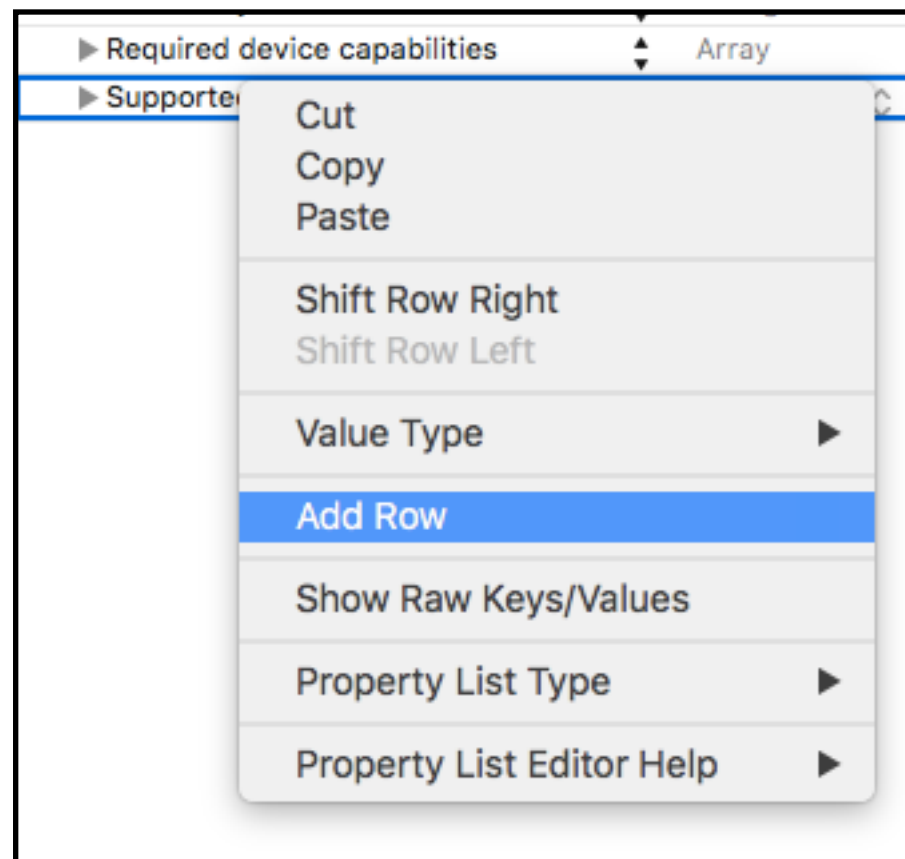 Required device capabilities Array
Supporte
Cut
Copy
Paste
Shift Row Right
Shift Row Left
Value Type
Add Row
Show Raw Keys/Values
Property List Type
Property List Editor Help